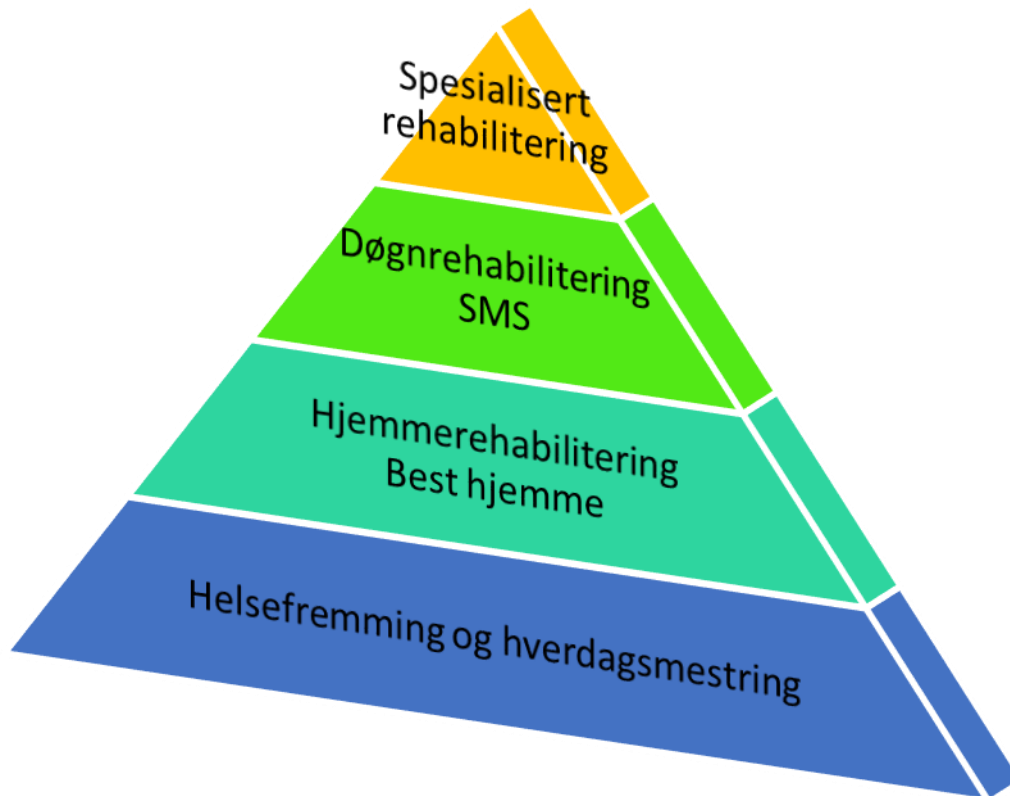 Spesialisert
rehabilitering
Døgnrehabilitering
SMS
Hjemmerehabilitering
Best hjemme
Helsefremming og hverdagsmestring